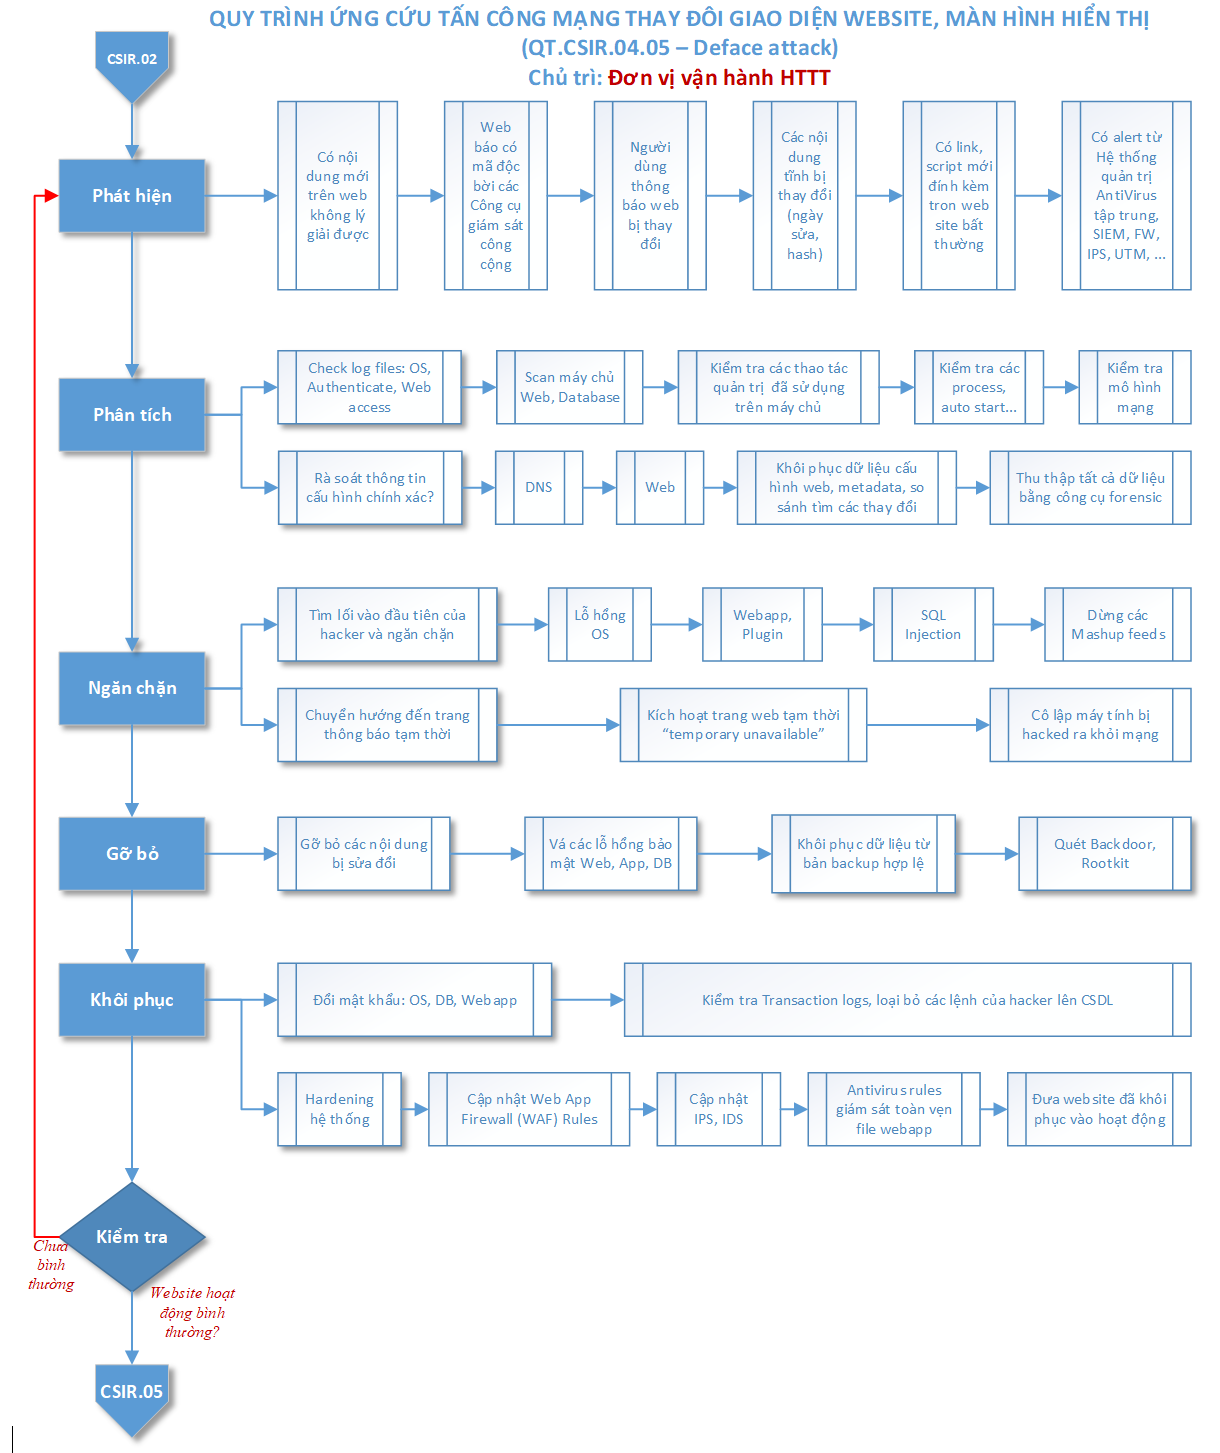 QUY TRÌNH ỨNG CỨU TẤN CÔNG MẠNG THAY ĐÔI GIAO DIỆN WEBSITE, MÀN HÌNH HIỂN THỊ
(QT.CSIR.04.05 – Deface attack)
Chủ trì: Đơn vị vận hành HTTT
CSIR.02
Phát hiện
Có nội
dung mới
trên web
không lý
giải được
Web
báo có
mã độc
bời các
Công cụ
giám sát
công
cộng
Người
dùng
thông
báo web
bị thay
đổi
Các nội
dung
tĩnh bị
thay đổi
(ngày
sửa,
hash)
Có link,
script mới
đính kèm
tron web
site bất
thường
Có alert từ
Hệ thống
quản trị
AntiVirus
tập trung,
SIEM, FW,
IPS, UTM, ...
Phân tích
Check log files: OS,
Authenticate, Web
access
Scan máy chủ
Web, Database
Kiểm tra các thao tác
quản trị đã sử dụng
trên máy chủ
Kiểm tra các
process,
auto start...
Kiểm tra
mô hình
mạng
Rà soát thông tin
cấu hình chính xác?
DNS
Web
Khôi phục dữ liệu cấu
hình web, metadata, so
sánh tìm các thay đổi
Thu thập tất cả dữ liệu
bằng công cụ forensic
Ngăn chặn
Tìm lối vào đầu tiên của
hacker và ngăn chặn
Lỗ hổng
OS
Webapp,
Plugin
SQL
Injection
Dừng các
Mashup feeds
Chuyển hướng đến trang
thông báo tạm thời
Kích hoạt trang web tạm thời
“temporary unavailable”
Cô lập máy tính bị
hacked ra khỏi mạng
Gỡ bỏ
Gỡ bỏ các nội dung
bị sửa đổi
Vá các lỗ hổng bảo
mật Web, App, DB
Khôi phục dữ liệu từ
bản backup hợp lệ
Quét Backdoor,
Rootkit
Khôi phục
Đổi mật khẩu: OS, DB, Webapp
Kiểm tra Transaction logs, loại bỏ các lệnh của hacker lên CSDL
Hardening
hệ thống
Cập nhật Web App
Firewall (WAF) Rules
Cập nhật
IPS, IDS
Antivirus rules
giám sát toàn vẹn
file webapp
Đưa website đã khôi
phục vào hoạt động
Kiểm tra
Chưa
bình
thường
Website hoạt
động bình
thường?
CSIR.05